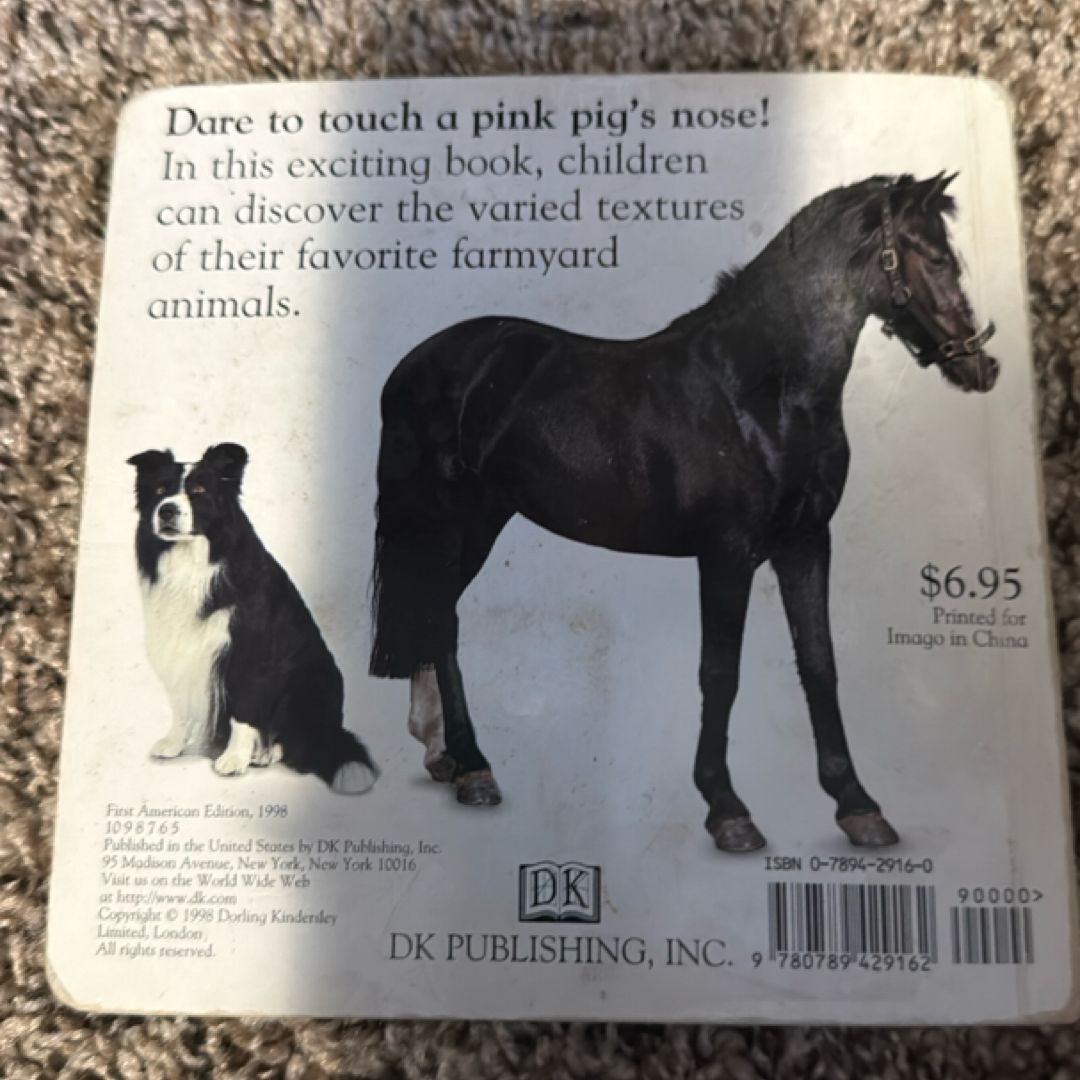 Dare to touch a pink pig's nose!
In this exciting book, children
can discover the varied textures
of their favorite farmyard
animals.
$6.95
Printed for
Imago in China
First American Edition, 1998
10 9 8 7 6 5
Published in the United States by DK Publishing, Inc.
95 Madison Avenue, New York, New York 10016
Visit us on the World Wide Web
at http://www.dk.com
Copyright © 1998 Dorling Kindersley
Limited, London
All rights reserved.
DK
DK PUBLISHING, INC.
ISBN 0-7894-2916-0
90000>
9 780789 429162